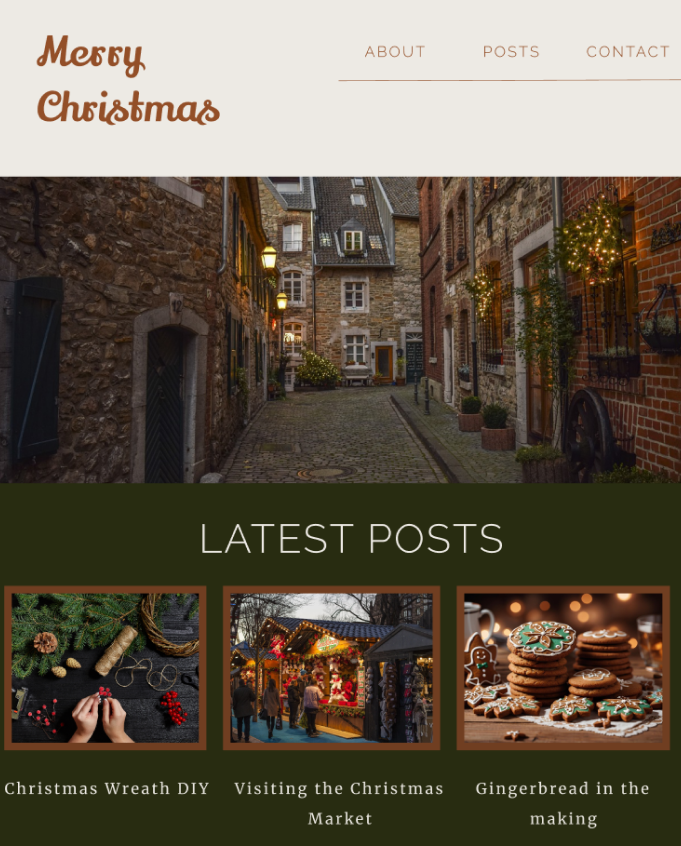 Merry
Christmas
ABOUT POSTS CONTACT
LATEST POSTS
Christmas Wreath DIY
Visiting the Christmas
Market
Gingerbread in the
making